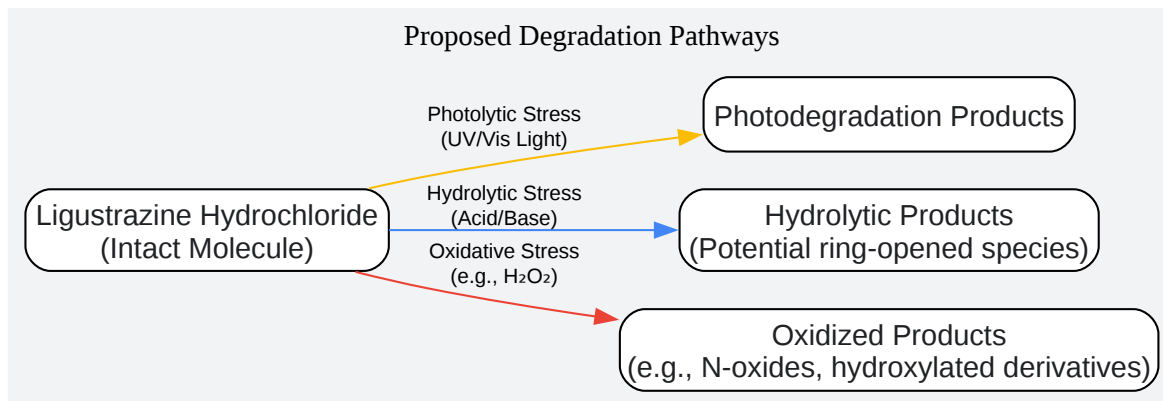 Proposed Degradation Pathways
Photolytic Stress
(UV/Vis Light)
Photodegradation Products
Ligustrazine Hydrochloride
(Intact Molecule)
Hydrolytic Stress
(Acid/Base)
Hydrolytic Products
(Potential ring-opened species)
Oxidative Stress
(e.g., H₂O₂)
Oxidized Products
(e.g., N-oxides, hydroxylated derivatives)